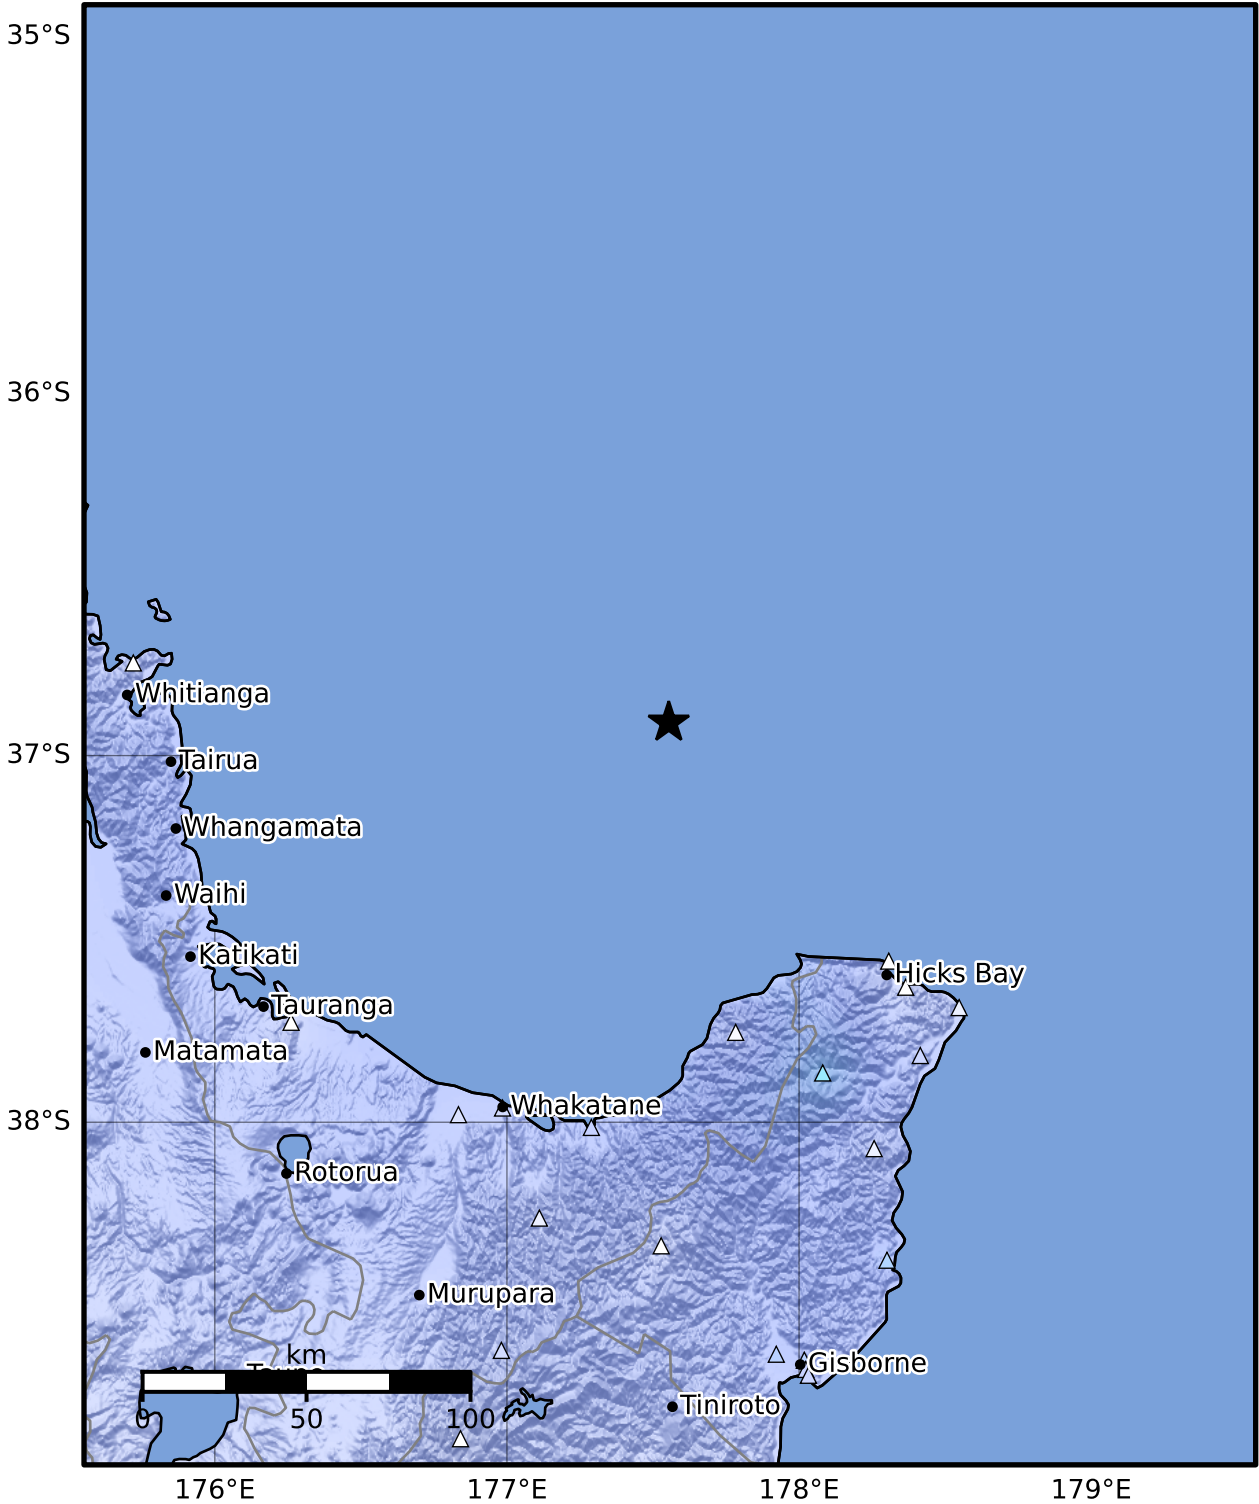 35°S
36°S
Whitianga
37°S
Tairua
Whangamata
Waihi
Katikati
Hicks Bay
Tauranga
Matamata
Whakatane
38°S
Rotorua
Murupara
km
Gisborne
Tiniroto
0 50 100
176°E 177°E 178°E 179°E